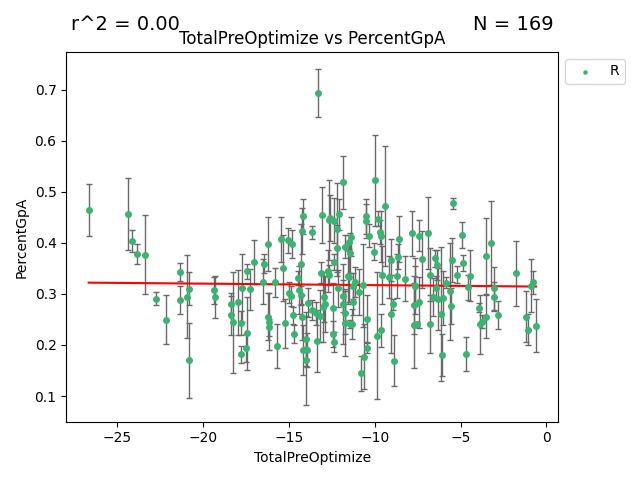 r^2 = 0.00
N = 169
TotalPreOptimize vs PercentGpA
R
PercentGpA
0.7
0.6
0.5
0.4
0.3
0.2
0.1
−25
−20
−15
−10
−5
0
TotalPreOptimize